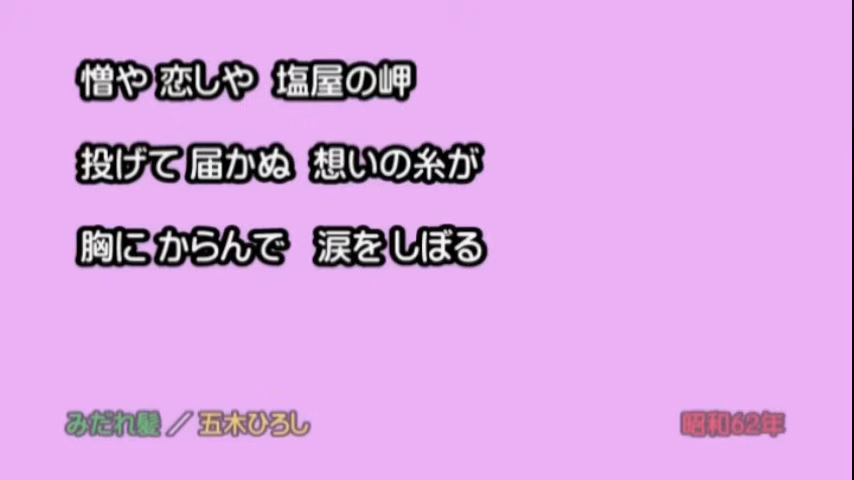 憎や 恋しや 塩屋の岬
投げて 届かぬ 想いの糸が
胸に からんで 涙を しぼる
みだれ髪 / 五木ひろし 昭和62年